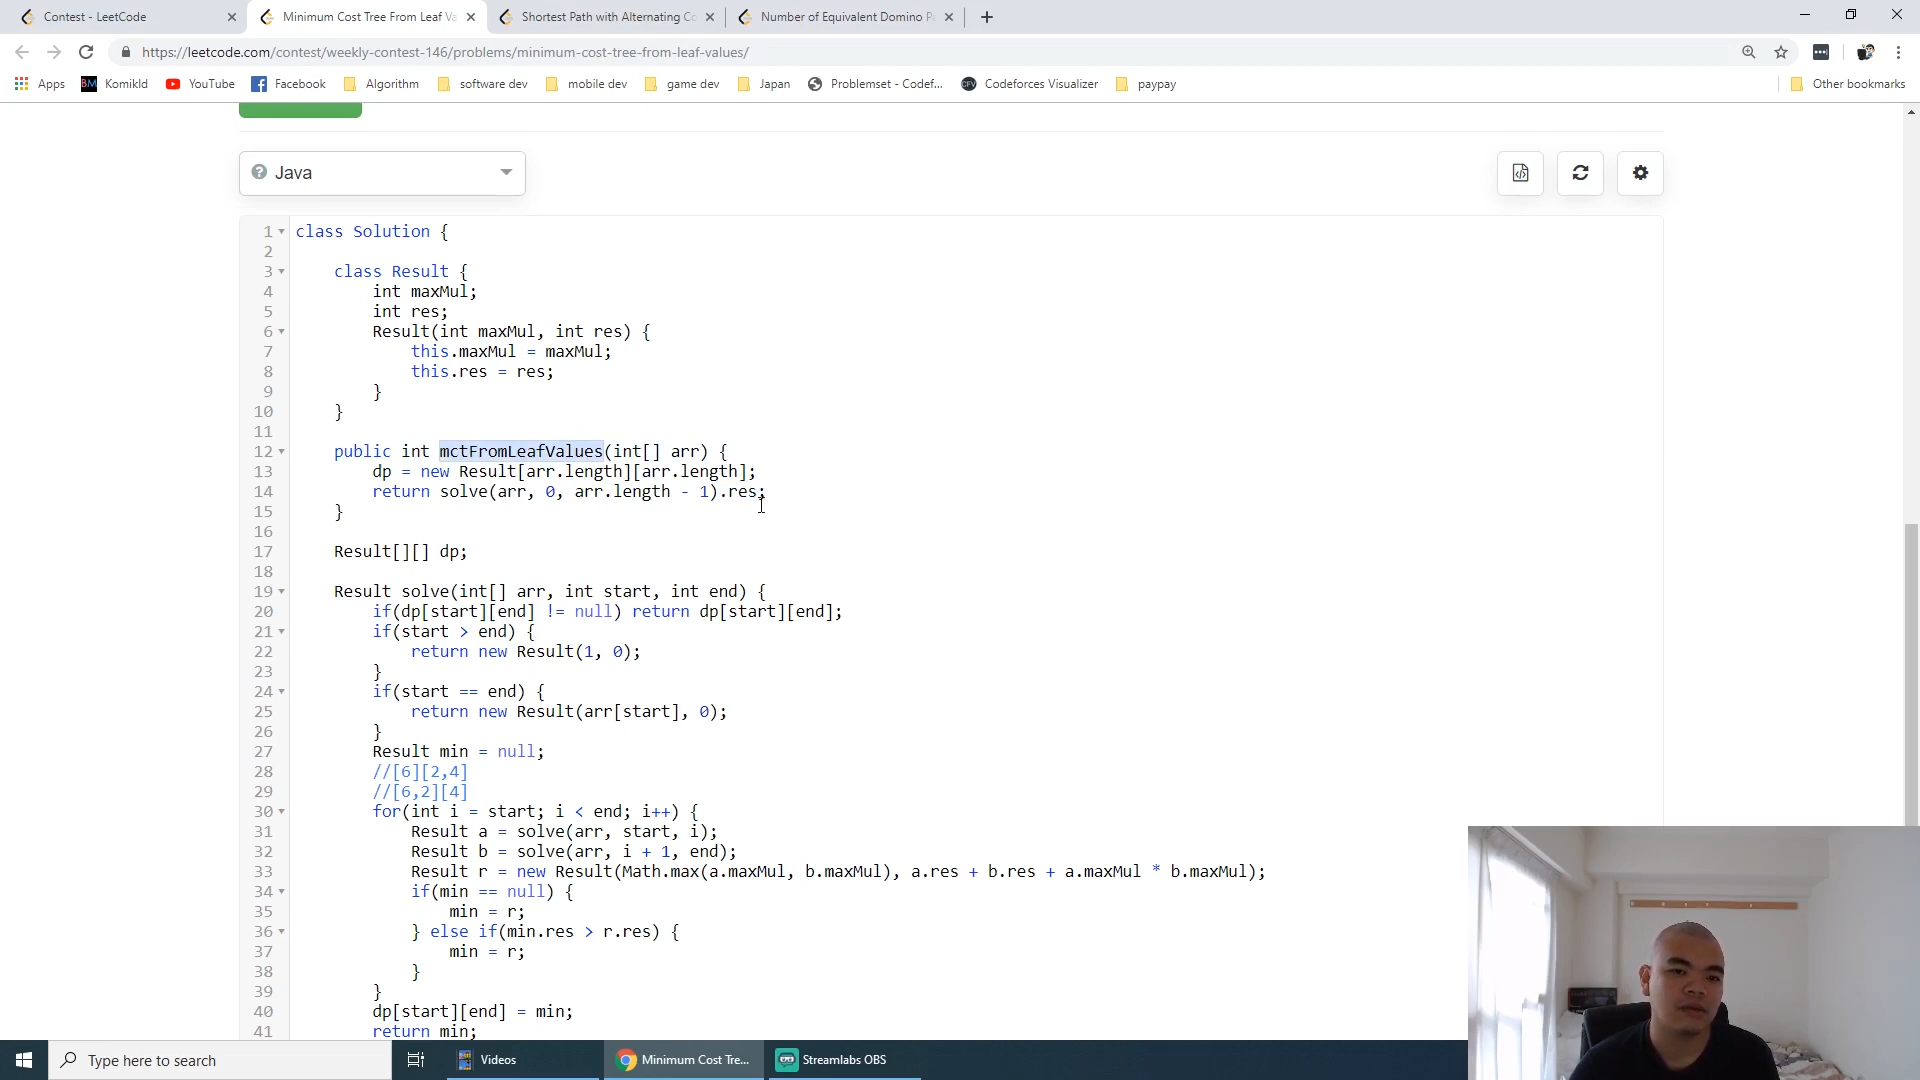 Contest - LeetCode
Minimum Cost Tree From Leaf Va
Shortest Path with Alternating Co
Number of Equivalent Domino Pa
https://leetcode.com/contest/weekly-contest-146/problems/minimum-cost-tree-from-leaf-values/
Apps
BM KomikId
YouTube
Facebook
Algorithm
software dev
mobile dev
game dev
Japan
Problemset - Codef...
CFV Codeforces Visualizer
paypay
Other bookmarks
Java
1 class Solution {
2
3 class Result {
4 int maxMul;
5 int res;
6 Result(int maxMul, int res) {
7 this.maxMul = maxMul;
8 this.res = res;
9 }
10 }
11
12 public int mctFromLeafValues(int[] arr) {
13 dp = new Result[arr.length][arr.length];
14 return solve(arr, 0, arr.length - 1).res;
15 }
16
17 Result[][] dp;
18
19 Result solve(int[] arr, int start, int end) {
20 if(dp[start][end] != null) return dp[start][end];
21 if(start > end) {
22 return new Result(1, 0);
23 }
24 if(start == end) {
25 return new Result(arr[start], 0);
26 }
27 Result min = null;
28 //[6][2,4]
29 //[6,2][4]
30 for(int i = start; i < end; i++) {
31 Result a = solve(arr, start, i);
32 Result b = solve(arr, i + 1, end);
33 Result r = new Result(Math.max(a.maxMul, b.maxMul), a.res + b.res + a.maxMul * b.maxMul);
34 if(min == null) {
35 min = r;
36 } else if(min.res > r.res) {
37 min = r;
38 }
39 }
40 dp[start][end] = min;
41 return min;
Type here to search
Videos
Minimum Cost Tre...
Streamlabs OBS